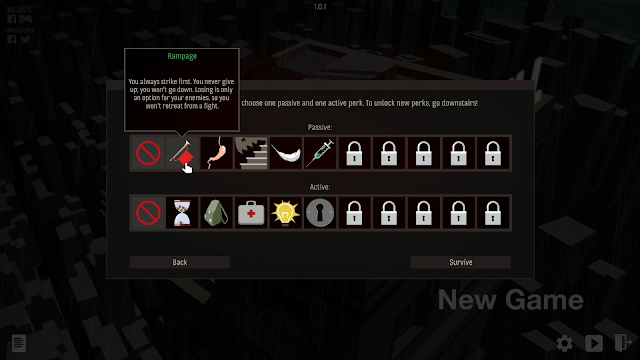 DAEDALIC
1.0.1
Rampage
You always strike first. You never give
up, you won't go down. Losing is only
an option for your enemies, so you
won't retreat from a fight.
choose one passive and one active perk. To unlock new perks, go downstairs!
Passive:
Active:
Back
Survive
New Game